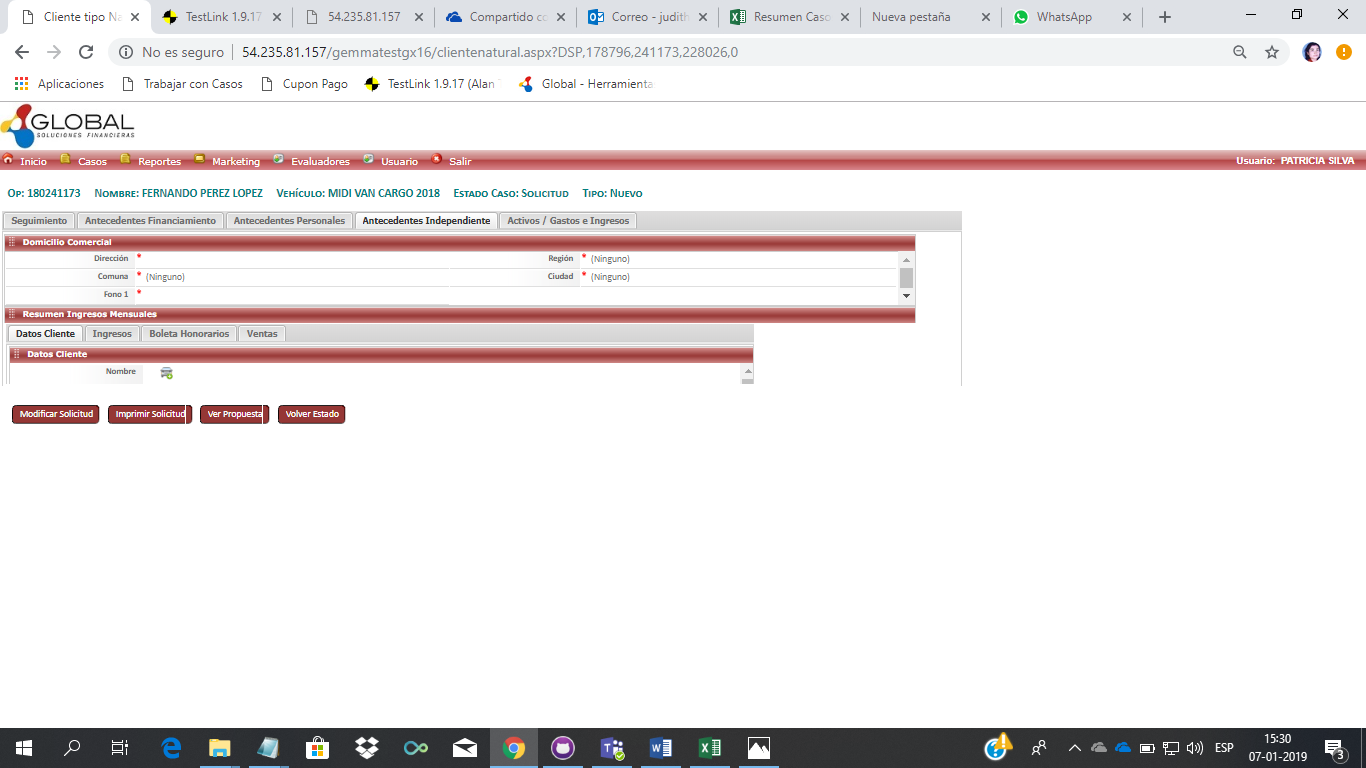 Cliente tipo Na
TestLink 1.9.17
54.235.81.157
Compartido co
Correo - judith
Resumen Caso
Nueva pestaña
WhatsApp
No es seguro 54.235.81.157/gemmatestgx16/clientenatural.aspx?DSP,178796,241173,228026,0
Aplicaciones Trabajar con Casos Cupon Pago TestLink 1.9.17 (Alan Global - Herramienta
GLOBAL
SOLUCIONES FINANCIERAS
Inicio Casos Reportes Marketing Evaluadores Usuario Salir Usuario: PATRICIA SILVA
Op: 180241173 Nombre: FERNANDO PEREZ LOPEZ Vehículo: MIDI VAN CARGO 2018 Estado Caso: Solicitud Tipo: Nuevo
Seguimiento Antecedentes Financiamiento Antecedentes Personales Antecedentes Independiente Activos / Gastos e Ingresos
Domicilio Comercial
Dirección * Región * (Ninguno)
Comuna * (Ninguno) Ciudad * (Ninguno)
Fono 1 *
Resumen Ingresos Mensuales
Datos Cliente Ingresos Boleta Honorarios Ventas
Datos Cliente
Nombre
Modificar Solicitud Imprimir Solicitud Ver Propuesta Volver Estado
ESP
15:30
07-01-2019
3